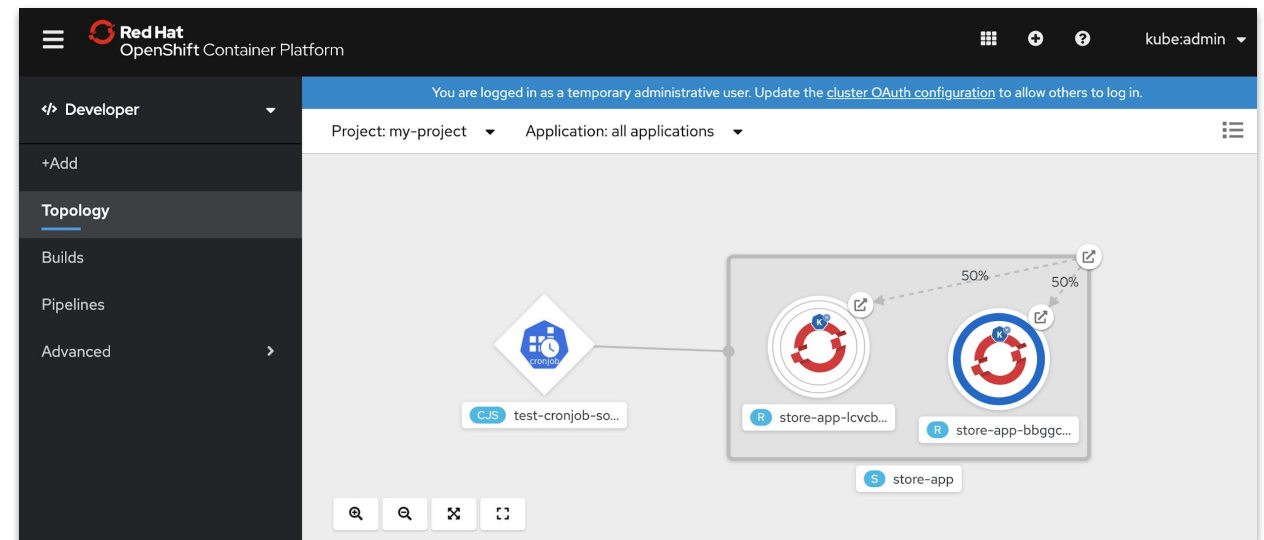 Red Hat
OpenShift Container Platform
kube:admin
You are logged in as a temporary administrative user. Update the cluster OAuth configuration to allow others to log in.
Developer
Project: my-project
Application: all applications
+Add
Topology
Builds
Pipelines
Advanced
50%
50%
K
K
cronjob
CJS test-cronjob-so...
R store-app-lcvcb...
R store-app-bbggc...
S store-app